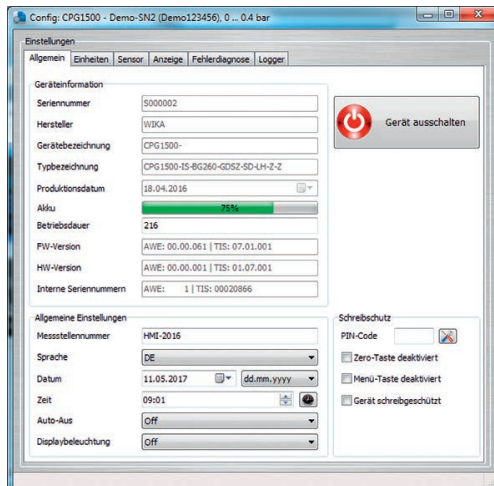 Config: CPG1500 - Demo-SN2 (Demo123456), 0 ... 0.4 bar
Einstellungen
Allgemein Einheiten Sensor Anzeige Fehlerdiagnose Logger
Geräteinformation
Seriennummer S000002
Hersteller WIKA
Gerätebezeichnung CPG1500-
Typbezeichnung CPG1500-IS-BG260-GDSZ-SD-LH-Z-Z
Produktionsdatum 18.04.2016
Akku 75%
Betriebsdauer 216
FW-Version AWE: 00.00.061 | TIS: 07.01.001
HW-Version AWE: 00.00.001 | TIS: 01.07.001
Interne Seriennummern AWE: 1 | TIS: 00020866
Gerät ausschalten
Allgemeine Einstellungen
Messstellennummer HMI-2016
Sprache DE
Datum 11.05.2017 dd.mm.yyyy
Zeit 09:01
Auto-Aus Off
Displaybeleuchtung Off
Schreibschutz
PIN-Code
Zero-Taste deaktiviert
Menü-Taste deaktiviert
Gerät schreibgeschützt